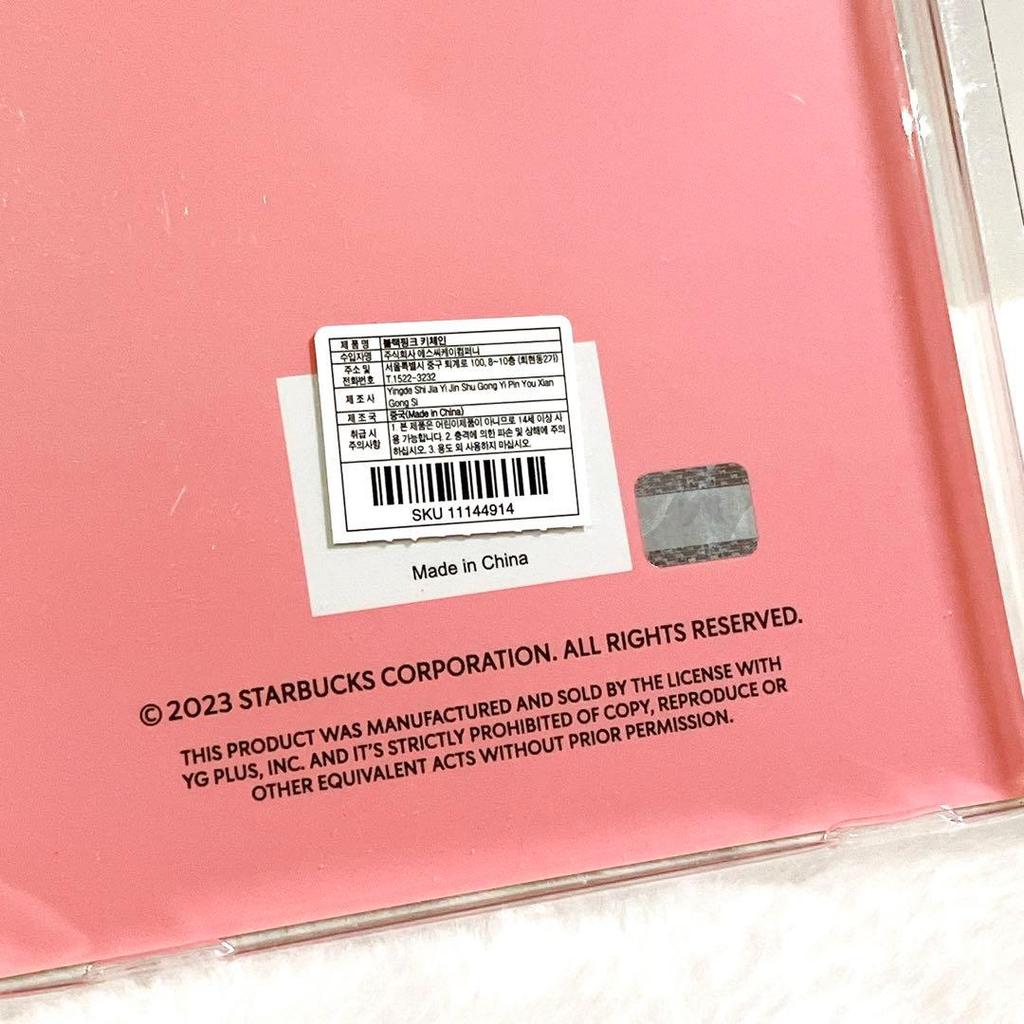 제 품 명 블랙핑크 키체인
수입자명 주식회사 에스씨케이컴퍼니
주소 및 서울특별시 중구 퇴계로 100, 8~10층 (회현동2가)
전화번호 T.1522-3232
제 조 사 Yingde Shi Jia Yi Jin Shu Gong Yi Pin You Xian
Gong Si
제 조 국 중국(Made in China)
취급 시 1. 본 제품은 어린이제품이 아니므로 14세 이상 사
주의사항 용 가능합니다. 2. 충격에 의한 파손 및 상해에 주의
하십시오. 3. 용도 외 사용하지 마십시오.
SKU 11144914
Made in China
© 2023 STARBUCKS CORPORATION. ALL RIGHTS RESERVED.
THIS PRODUCT WAS MANUFACTURED AND SOLD BY THE LICENSE WITH
YG PLUS, INC. AND IT'S STRICTLY PROHIBITED OF COPY, REPRODUCE OR
OTHER EQUIVALENT ACTS WITHOUT PRIOR PERMISSION.